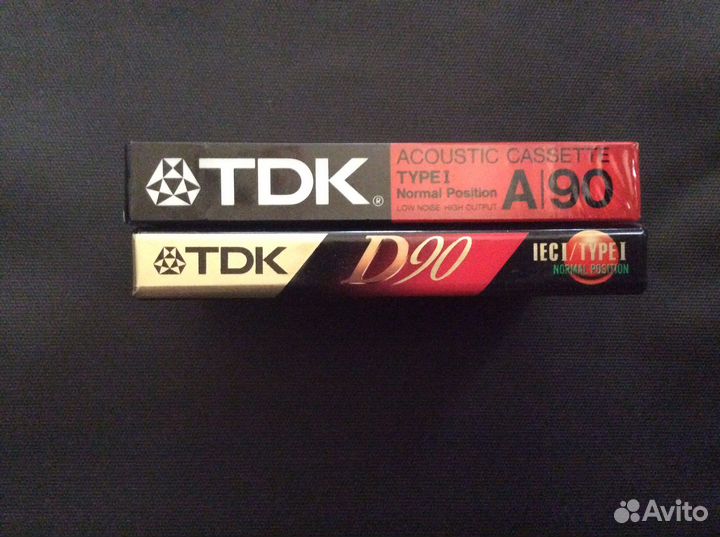 TDK®
ACOUSTIC CASSETTE
TYPE I
Normal Position
LOW NOISE HIGH OUTPUT
A/90
TDK
D90
IEC I/TYPE I
NORMAL POSITION
Avito